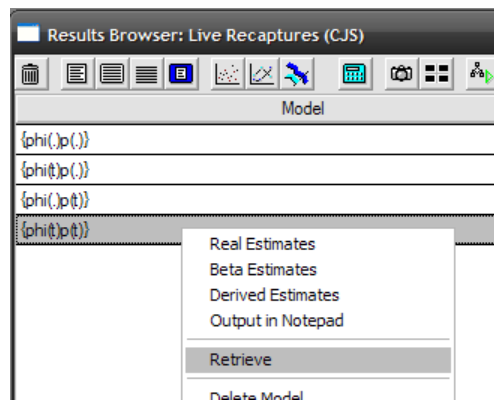 Results Browser: Live Recaptures (CJS)
Model
{phi(.)p(.)}
{phi(t)p(.)}
{phi(.)p(t)}
{phi(t)p(t)}
Real Estimates
Beta Estimates
Derived Estimates
Output in Notepad
Retrieve
Delete Model